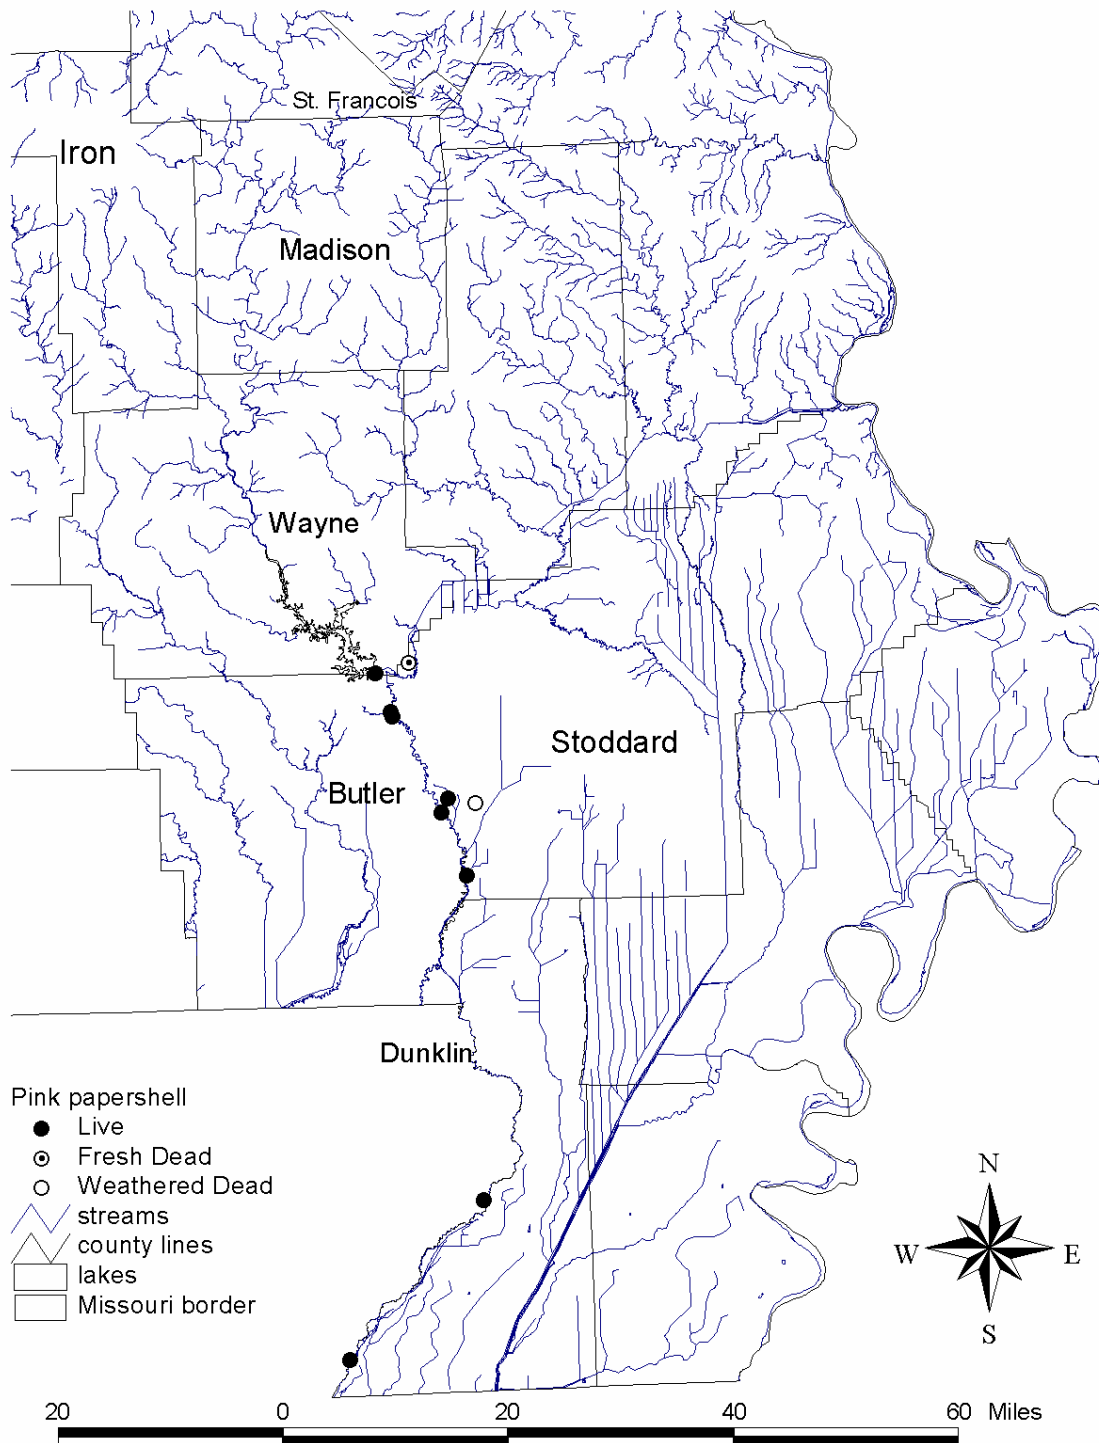 St. Francois
Iron
Madison
Wayne
Stoddard
Butler
Dunklin
Pink papershell
Live
Fresh Dead
Weathered Dead
streams
county lines
lakes
Missouri border
N
W E
S
20 0 20 40 60 Miles